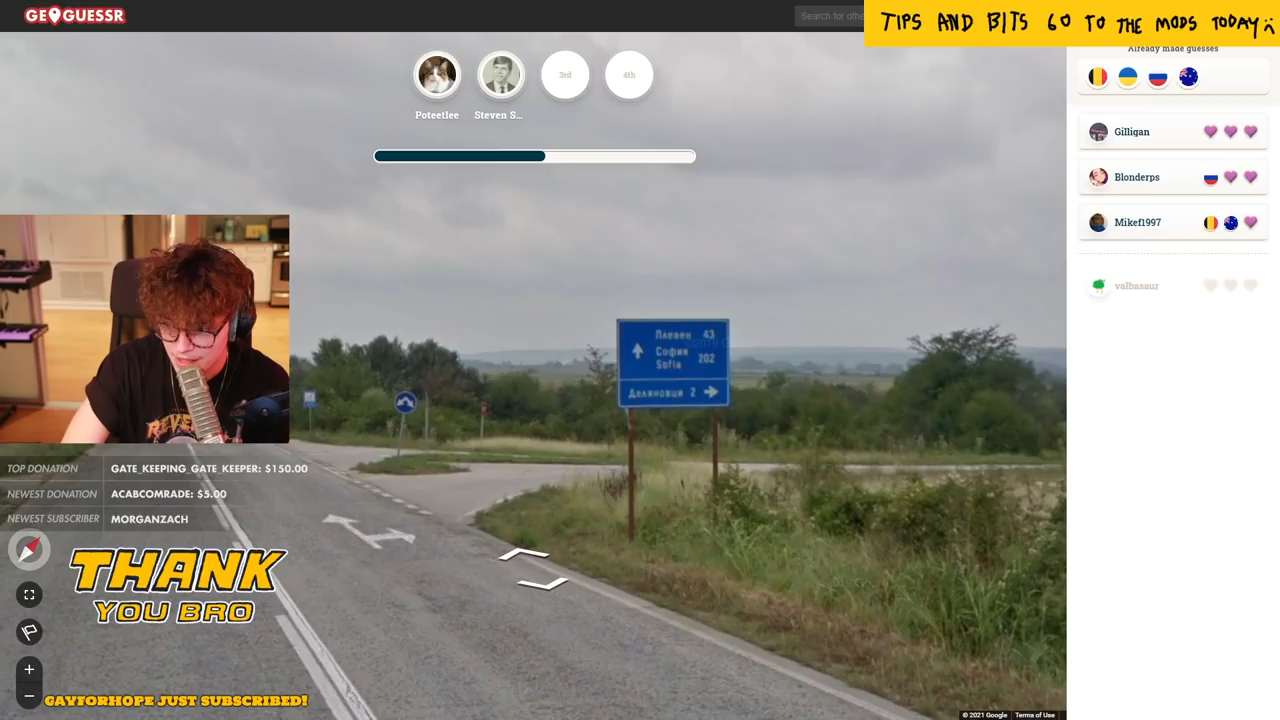 GEOGUESSR
Search for othe
TIPS AND BITS GO TO THE MODS TODAY :)
Already made guesses
3rd
4th
Poteetlee
Steven S...
Gilligan
Blonderps
Mikef1997
valbasaur
Плевен 43
София
Sofia 202
Деляновци 2
TOP DONATION GATE_KEEPING_GATE_KEEPER: $150.00
NEWEST DONATION ACABCOMRADE: $5.00
NEWEST SUBSCRIBER MORGANZACH
THANK
YOU BRO
GAYFORHOPE JUST SUBSCRIBED!
© 2021 Google
Terms of Use